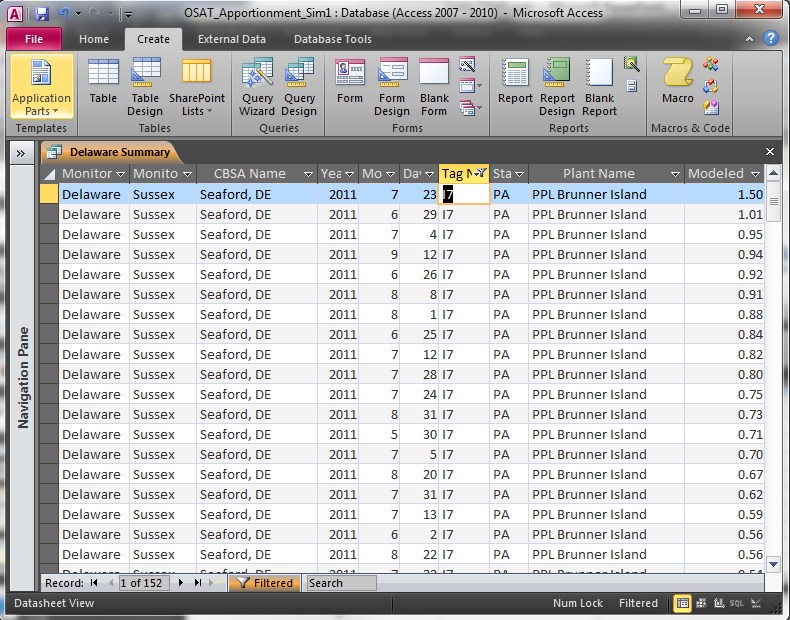 OSAT_Apportionment_Sim1 : Database (Access 2007 - 2010) - Microsoft Access
File Home Create External Data Database Tools
Application Parts Table Table Design SharePoint Lists Query Wizard Query Design Form Form Design Blank Form Report Report Design Blank Report Macro
Templates Tables Queries Forms Reports Macros & Code
» Delaware Summary
Monitor Monitor CBSA Name Yea Mo Day Tag N Sta Plant Name Modeled
Delaware Sussex Seaford, DE 2011 7 23 I7 PA PPL Brunner Island 1.50
Delaware Sussex Seaford, DE 2011 6 29 I7 PA PPL Brunner Island 1.01
Delaware Sussex Seaford, DE 2011 7 4 I7 PA PPL Brunner Island 0.95
Delaware Sussex Seaford, DE 2011 9 12 I7 PA PPL Brunner Island 0.94
Delaware Sussex Seaford, DE 2011 6 26 I7 PA PPL Brunner Island 0.92
Delaware Sussex Seaford, DE 2011 8 8 I7 PA PPL Brunner Island 0.91
Delaware Sussex Seaford, DE 2011 8 1 I7 PA PPL Brunner Island 0.88
Delaware Sussex Seaford, DE 2011 6 25 I7 PA PPL Brunner Island 0.84
Delaware Sussex Seaford, DE 2011 7 12 I7 PA PPL Brunner Island 0.82
Delaware Sussex Seaford, DE 2011 7 28 I7 PA PPL Brunner Island 0.80
Delaware Sussex Seaford, DE 2011 7 24 I7 PA PPL Brunner Island 0.75
Delaware Sussex Seaford, DE 2011 8 31 I7 PA PPL Brunner Island 0.73
Delaware Sussex Seaford, DE 2011 5 30 I7 PA PPL Brunner Island 0.71
Delaware Sussex Seaford, DE 2011 7 5 I7 PA PPL Brunner Island 0.70
Delaware Sussex Seaford, DE 2011 8 20 I7 PA PPL Brunner Island 0.67
Delaware Sussex Seaford, DE 2011 7 31 I7 PA PPL Brunner Island 0.62
Delaware Sussex Seaford, DE 2011 7 13 I7 PA PPL Brunner Island 0.59
Delaware Sussex Seaford, DE 2011 6 2 I7 PA PPL Brunner Island 0.56
Delaware Sussex Seaford, DE 2011 8 22 I7 PA PPL Brunner Island 0.56
Navigation Pane
Record: 1 of 152 Filtered Search
Datasheet View Num Lock Filtered SQL